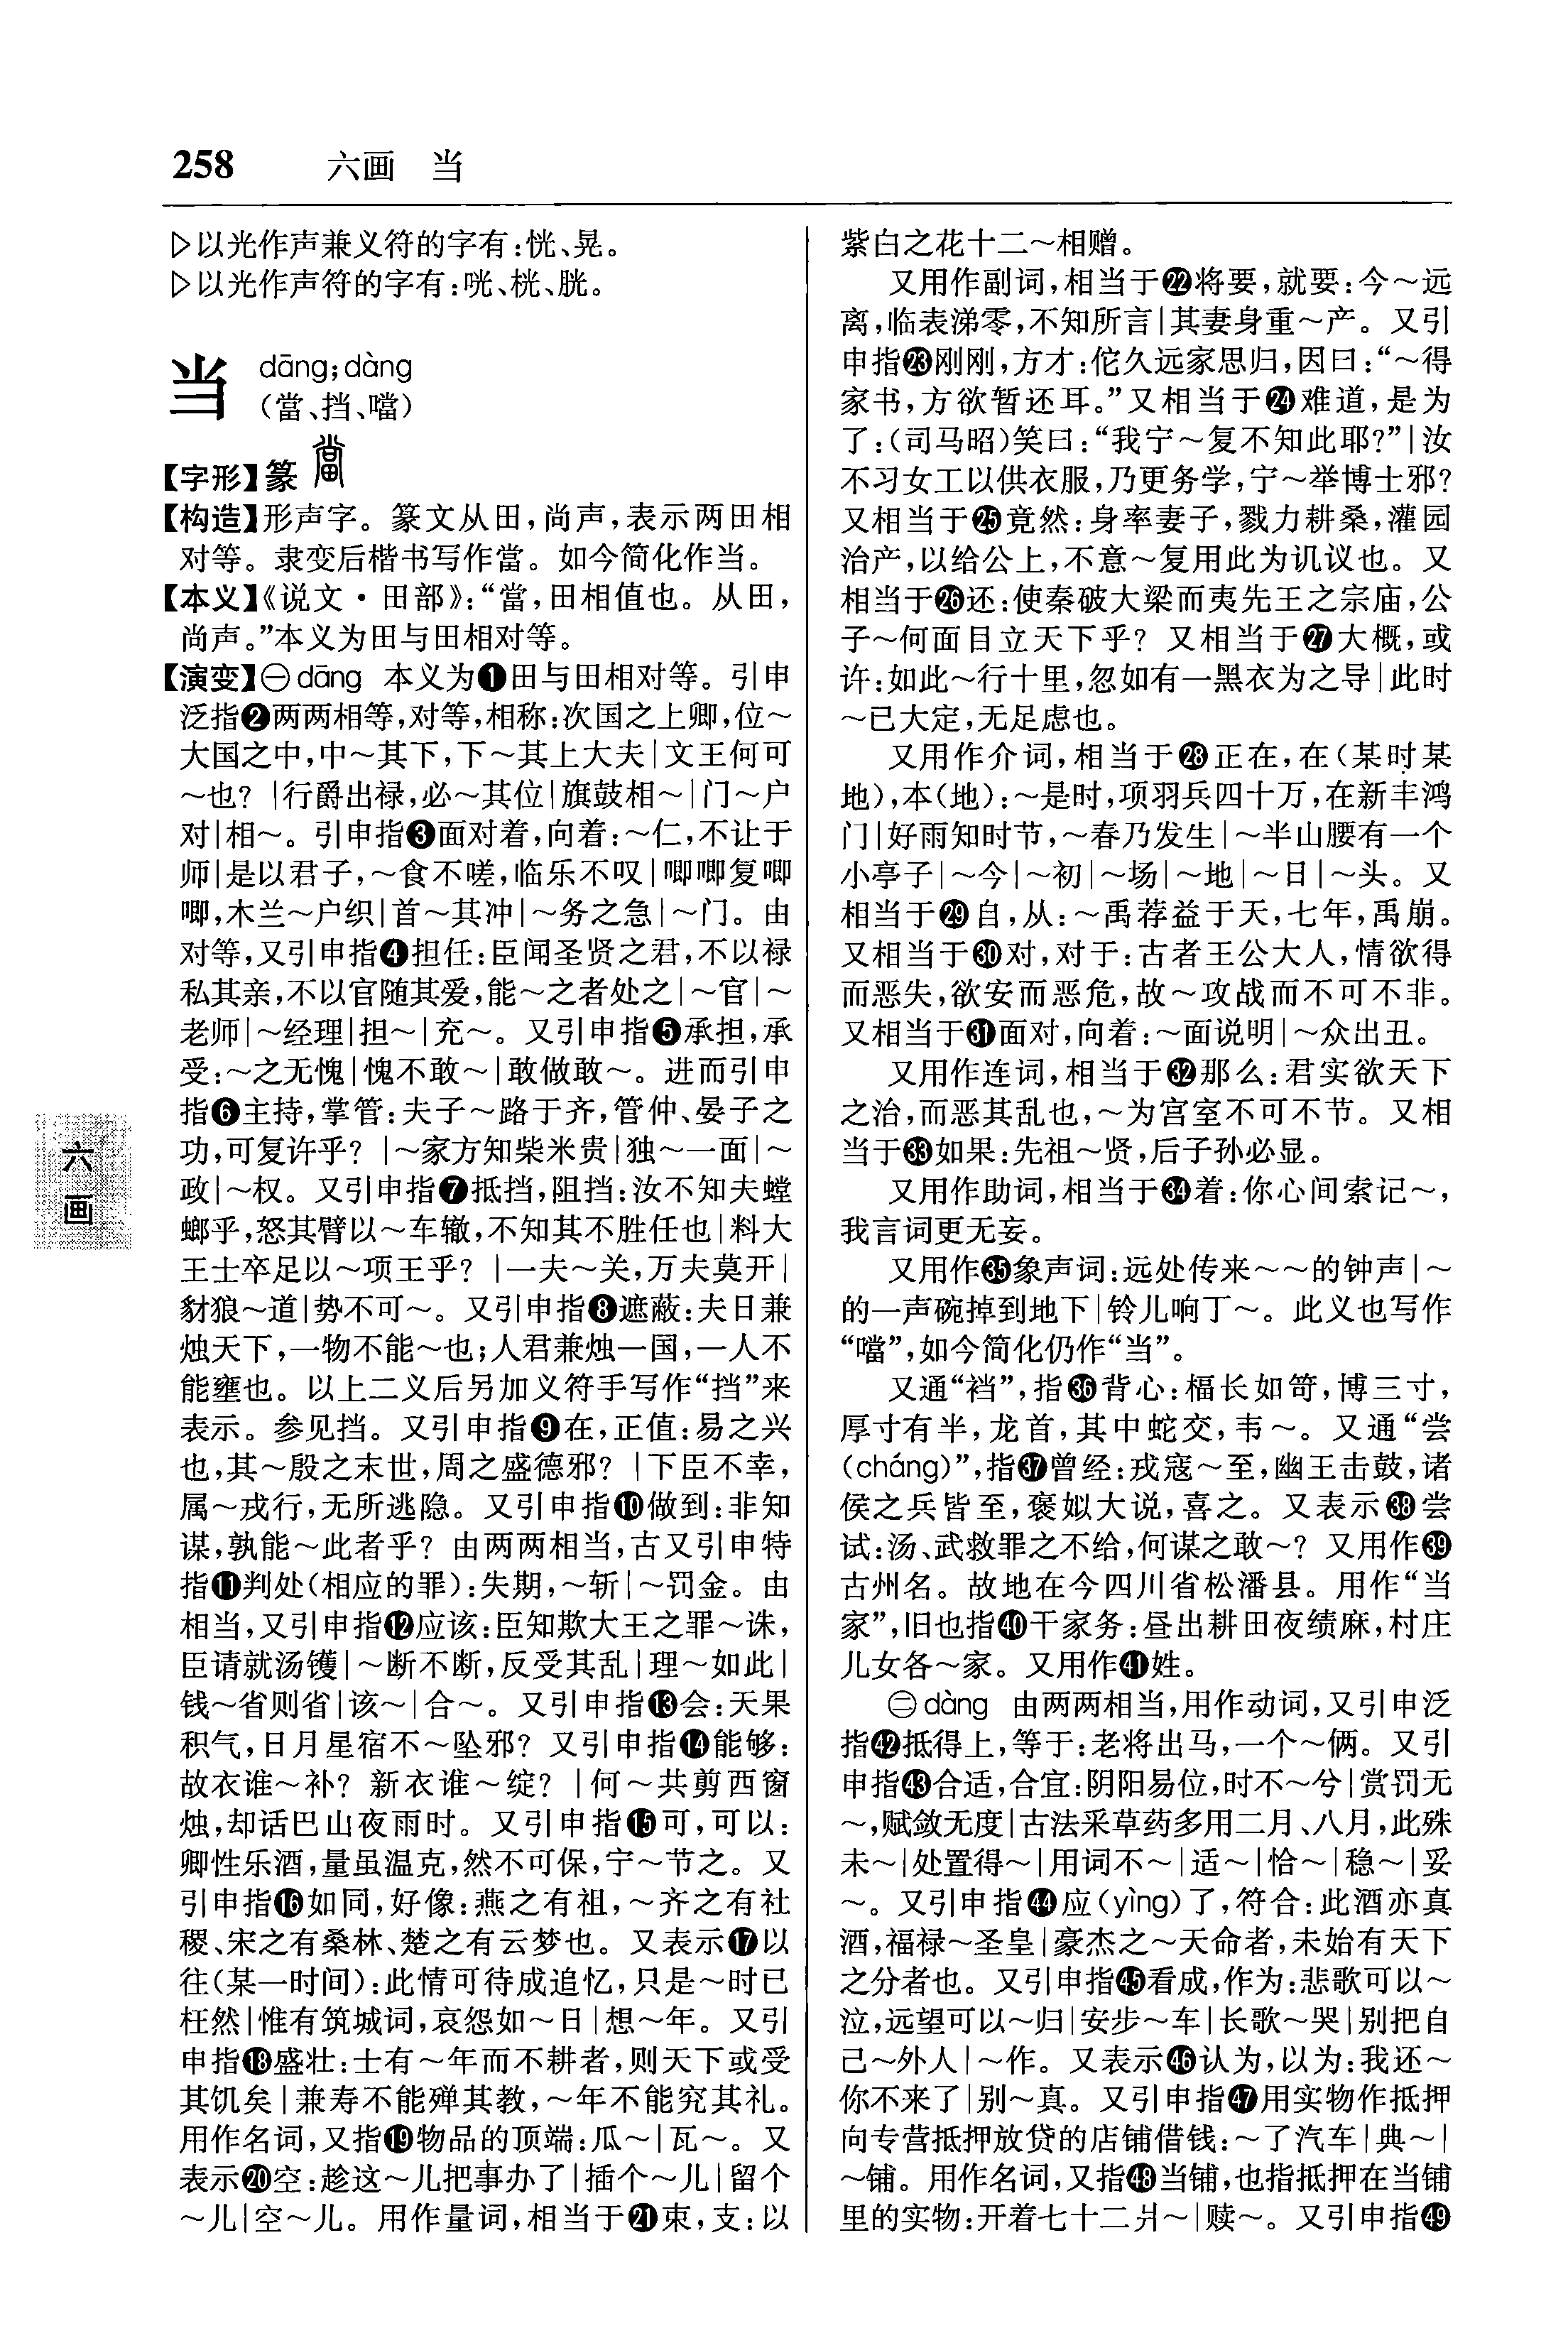 258 六画 当
▷以光作声兼义符的字有:恍、晃。
▷以光作声符的字有:咣、桄、胱。
当 dāng;dàng
(當、挡、噹)
【字形】篆
【构造】形声字。篆文从田,尚声,表示两田相
对等。隶变后楷书写作當。如今简化作当。
【本义】《说文·田部》:“當,田相值也。从田,
尚声。”本义为田与田相对等。
【演变】㊀dāng 本义为❶田与田相对等。引申
泛指❷两两相等,对等,相称:次国之上卿,位～
大国之中,中～其下,下～其上大夫|文王何可
～也?|行爵出禄,必～其位|旗鼓相～|门～户
对|相～。引申指❸面对着,向着:～仁,不让于
师|是以君子,～食不嗟,临乐不叹|唧唧复唧
唧,木兰～户织|首～其冲|～务之急|～门。由
对等,又引申指❹担任:臣闻圣贤之君,不以禄
私其亲,不以官随其爱,能～之者处之|～官|～
老师|～经理|担～|充～。又引申指❺承担,承
受:～之无愧|愧不敢～|敢做敢～。进而引申
指❻主持,掌管:夫子～路于齐,管仲、晏子之
功,可复许乎?|～家方知柴米贵|独～一面|～
政|～权。又引申指❼抵挡,阻挡:汝不知夫螳
螂乎,怒其臂以～车辙,不知其不胜任也|料大
王士卒足以～项王乎?|一夫～关,万夫莫开|
豺狼～道|势不可～。又引申指❽遮蔽:夫日兼
烛天下,一物不能～也;人君兼烛一国,一人不
能壅也。以上二义后另加义符手写作“挡”来
表示。参见挡。又引申指❾在,正值:易之兴
也,其～殷之末世,周之盛德邪?|下臣不幸,
属～戎行,无所逃隐。又引申指❿做到:非知
谋,孰能～此者乎?由两两相当,古又引申特
指⓫判处(相应的罪):失期,～斩|～罚金。由
相当,又引申指⓬应该:臣知欺大王之罪～诛,
臣请就汤镬|～断不断,反受其乱|理～如此|
钱～省则省|该～|合～。又引申指⓭会:天果
积气,日月星宿不～坠邪?又引申指⓮能够:
故衣谁～补?新衣谁～绽?|何～共剪西窗
烛,却话巴山夜雨时。又引申指⓯可,可以:
卿性乐酒,量虽温克,然不可保,宁～节之。又
引申指⓰如同,好像:燕之有祖,～齐之有社
稷、宋之有桑林、楚之有云梦也。又表示⓱以
往(某一时间):此情可待成追忆,只是～时已
枉然|惟有筑城词,哀怨如～日|想～年。又引
申指⓲盛壮:士有～年而不耕者,则天下或受
其饥矣|兼寿不能殚其教,～年不能究其礼。
用作名词,又指⓳物品的顶端:瓜～|瓦～。又
表示⓴空:趁这～儿把事办了|插个～儿|留个
～儿|空～儿。用作量词,相当于㉑束,支:以
紫白之花十二～相赠。
又用作副词,相当于㉒将要,就要:今～远
离,临表涕零,不知所言|其妻身重～产。又引
申指㉓刚刚,方才:佗久远家思归,因曰:“～得
家书,方欲暂还耳。”又相当于㉔难道,是为
了:(司马昭)笑曰:“我宁～复不知此耶?”|汝
不习女工以供衣服,乃更务学,宁～举博士邪?
又相当于㉕竟然:身率妻子,戮力耕桑,灌园
治产,以给公上,不意～复用此为讥议也。又
相当于㉖还:使秦破大梁而夷先王之宗庙,公
子～何面目立天下乎?又相当于㉗大概,或
许:如此～行十里,忽如有一黑衣为之导|此时
～已大定,无足虑也。
又用作介词,相当于㉘正在,在(某时某
地),本(地):～是时,项羽兵四十万,在新丰鸿
门|好雨知时节,～春乃发生|～半山腰有一个
小亭子|～今|～初|～场|～地|～日|～头。又
相当于㉙自,从:～禹荐益于天,七年,禹崩。
又相当于㉚对,对于:古者王公大人,情欲得
而恶失,欲安而恶危,故～攻战而不可不非。
又相当于㉛面对,向着:～面说明|～众出丑。
又用作连词,相当于㉜那么:君实欲天下
之治,而恶其乱也,～为宫室不可不节。又相
当于㉝如果:先祖～贤,后子孙必显。
又用作助词,相当于㉞着:你心间索记～,
我言词更无妄。
又用作㉟象声词:远处传来～～的钟声|～
的一声碗掉到地下|铃儿响丁～。此义也写作
“噹”,如今简化仍作“当”。
又通“裆”,指㊱背心:楅长如笴,博三寸,
厚寸有半,龙首,其中蛇交,韦～。又通“尝
(cháng)”,指㊲曾经:戎寇～至,幽王击鼓,诸
侯之兵皆至,褒姒大说,喜之。又表示㊳尝
试:汤、武救罪之不给,何谋之敢～?又用作㊴
古州名。故地在今四川省松潘县。用作“当
家”,旧也指㊵干家务:昼出耕田夜绩麻,村庄
儿女各～家。又用作㊶姓。
㊁dàng 由两两相当,用作动词,又引申泛
指㊷抵得上,等于:老将出马,一个～俩。又引
申指㊸合适,合宜:阴阳易位,时不～兮|赏罚无
～,赋敛无度|古法采草药多用二月、八月,此殊
未～|处置得～|用词不～|适～|恰～|稳～|妥
～。又引申指㊹应(yìng)了,符合:此酒亦真
酒,福禄～圣皇|豪杰之～天命者,未始有天下
之分者也。又引申指㊺看成,作为:悲歌可以～
泣,远望可以～归|安步～车|长歌～哭|别把自
己～外人|～作。又表示㊻认为,以为:我还～
你不来了|别～真。又引申指㊼用实物作抵押
向专营抵押放贷的店铺借钱:～了汽车|典～|
～铺。用作名词,又指㊽当铺,也指抵押在当铺
里的实物:开着七十二爿～|赎～。又引申指㊾
六
画